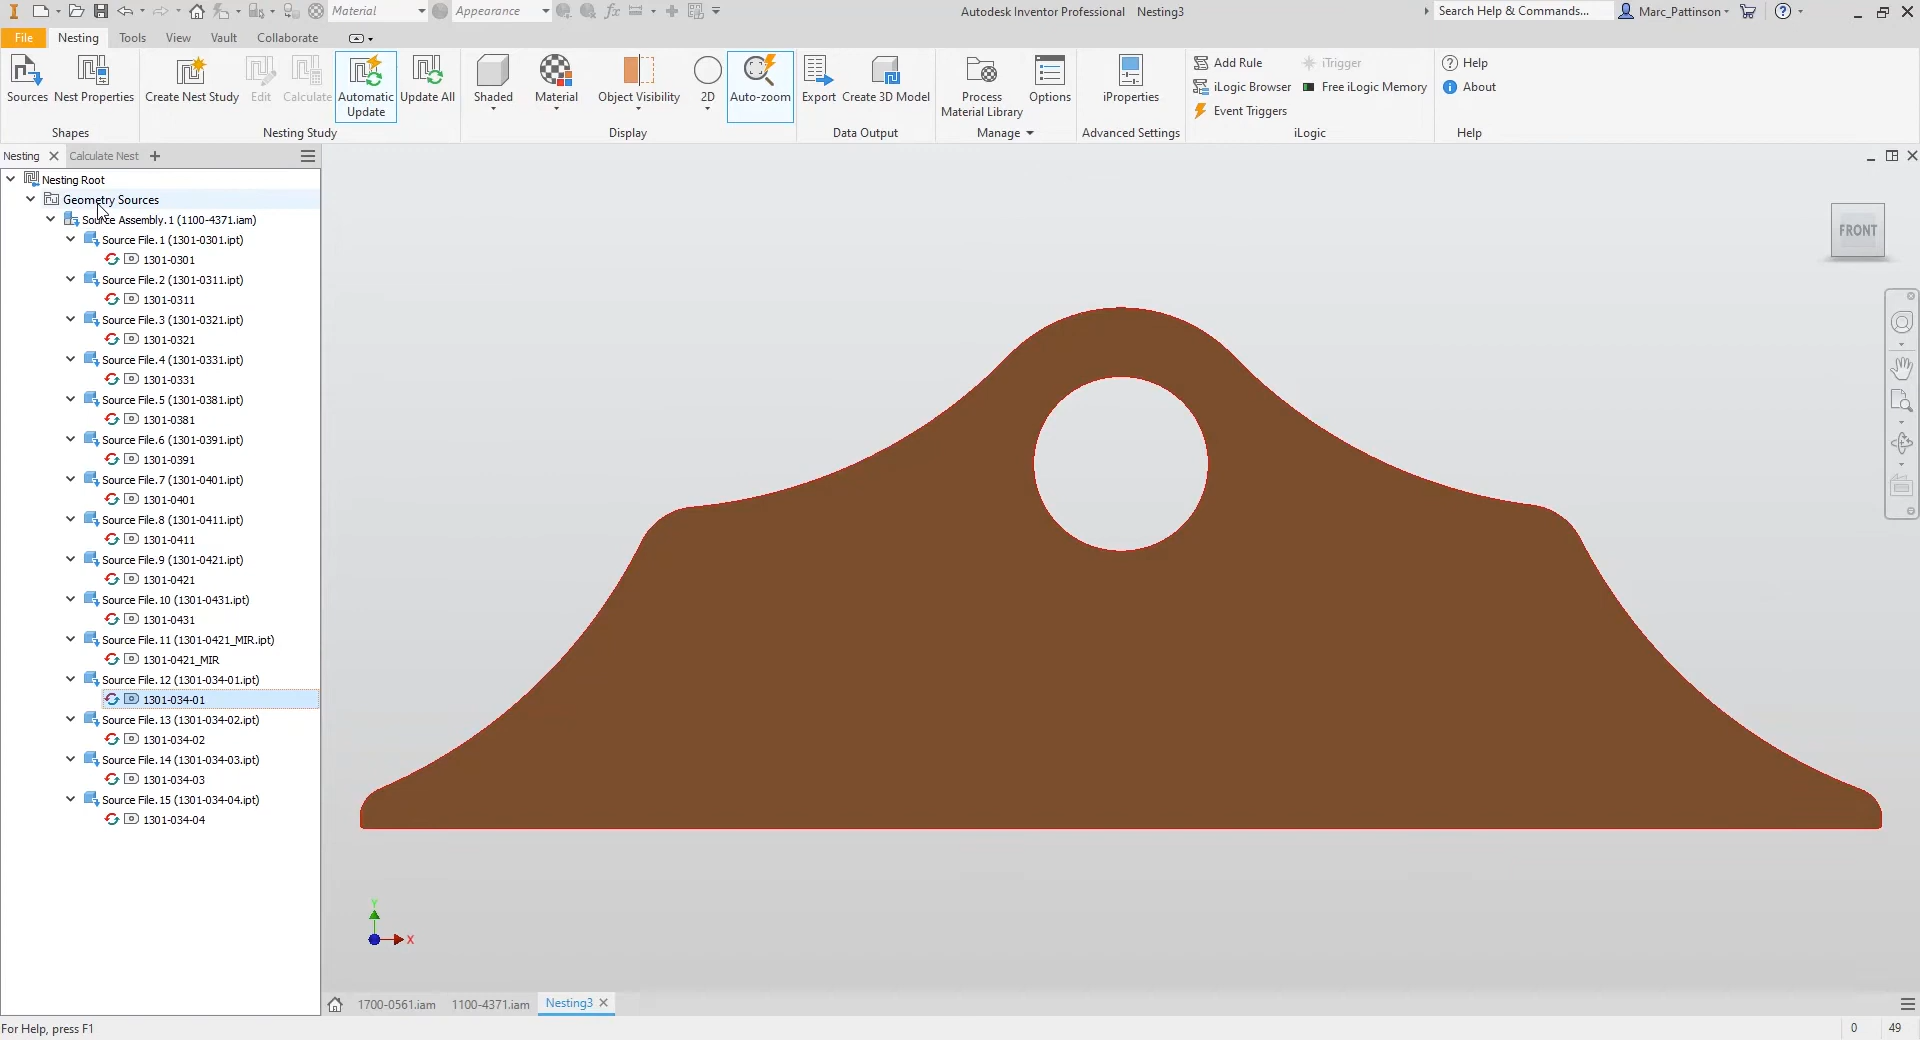 Material
Appearance
fx
Autodesk Inventor Professional Nesting3
Search Help & Commands...
Marc_Pattinson
File
Nesting
Tools
View
Vault
Collaborate
Sources
Nest Properties
Create Nest Study
Edit
Calculate
Automatic Update
Update All
Shaded
Material
Object Visibility
2D
Auto-zoom
Export
Create 3D Model
Process Material Library
Options
iProperties
Add Rule
iTrigger
iLogic Browser
Free iLogic Memory
Event Triggers
Help
About
Shapes
Nesting Study
Display
Data Output
Manage
Advanced Settings
iLogic
Help
Nesting
Calculate Nest
Nesting Root
Geometry Sources
Source Assembly.1 (1100-4371.iam)
Source File.1 (1301-0301.ipt)
1301-0301
Source File.2 (1301-0311.ipt)
1301-0311
Source File.3 (1301-0321.ipt)
1301-0321
Source File.4 (1301-0331.ipt)
1301-0331
Source File.5 (1301-0381.ipt)
1301-0381
Source File.6 (1301-0391.ipt)
1301-0391
Source File.7 (1301-0401.ipt)
1301-0401
Source File.8 (1301-0411.ipt)
1301-0411
Source File.9 (1301-0421.ipt)
1301-0421
Source File.10 (1301-0431.ipt)
1301-0431
Source File.11 (1301-0421_MIR.ipt)
1301-0421_MIR
Source File.12 (1301-034-01.ipt)
1301-034-01
Source File.13 (1301-034-02.ipt)
1301-034-02
Source File.14 (1301-034-03.ipt)
1301-034-03
Source File.15 (1301-034-04.ipt)
1301-034-04
FRONT
Y
X
1700-0561.iam
1100-4371.iam
Nesting3
For Help, press F1
0
49